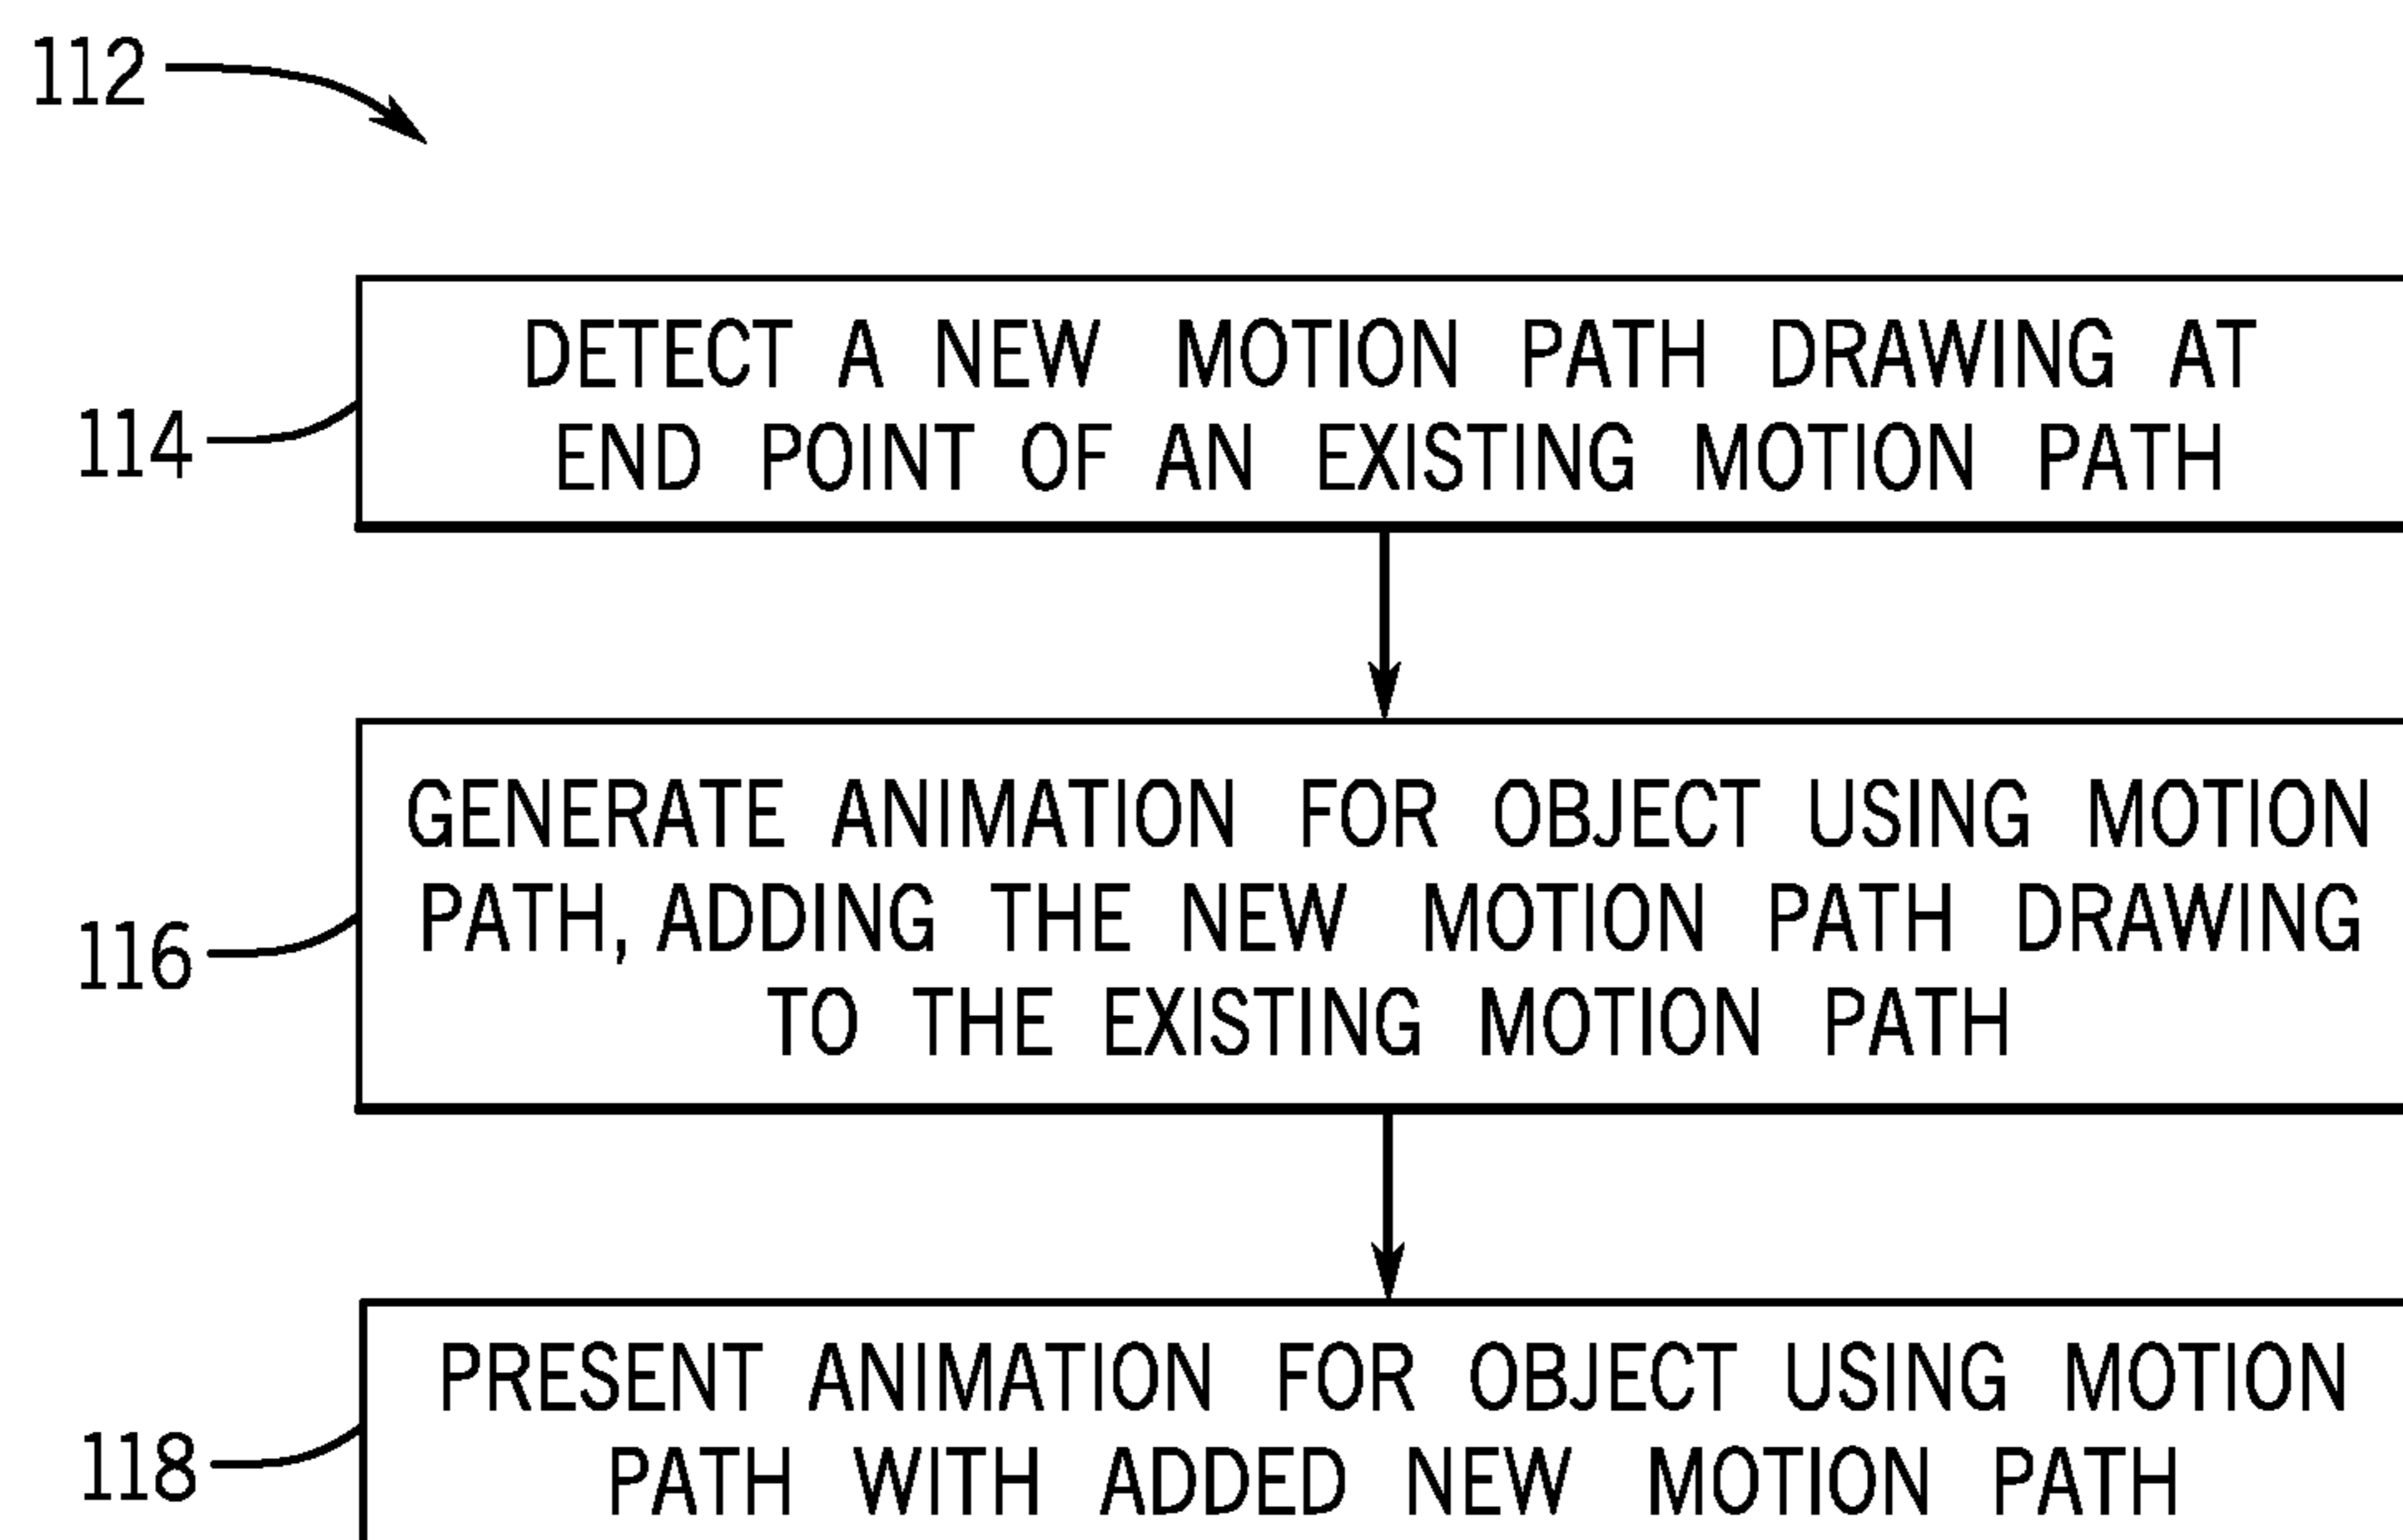 112
DETECT A NEW MOTION PATH DRAWING AT
114
END POINT OF AN EXISTING MOTION PATH
GENERATE ANIMATION FOR OBJECT USING MOTION
PATH, ADDING THE NEW MOTION PATH DRAWING
116
TO THE EXISTING MOTION PATH
PRESENT ANIMATION FOR OBJECT USING MOTION
118
PATH WITH ADDED NEW MOTION PATH